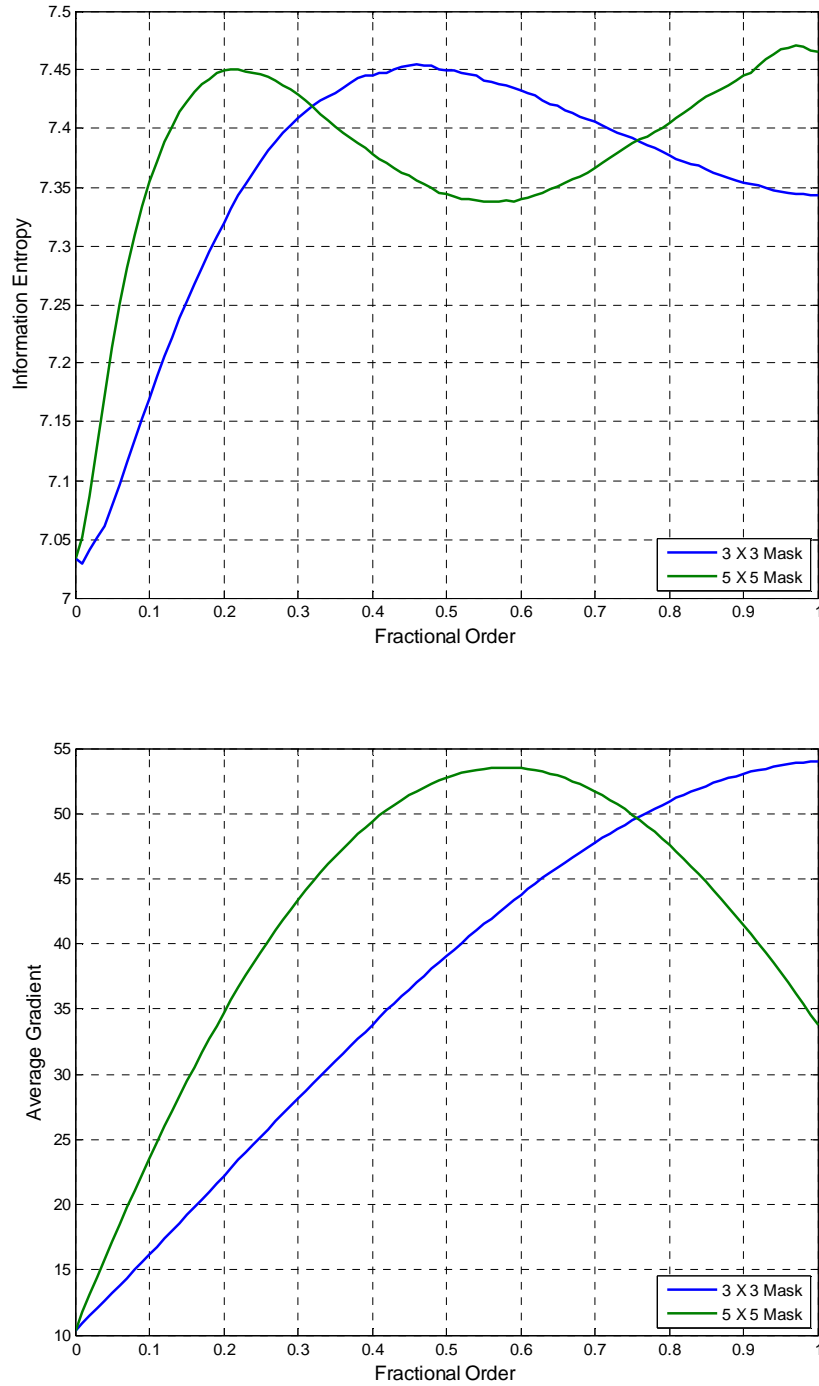 7.5
7.45
7.4
7.35
7.3
7.25
7.2
7.15
7.1
7.05
7
Information Entropy
0 0.1 0.2 0.3 0.4 0.5 0.6 0.7 0.8 0.9 1
Fractional Order
3 X 3 Mask
5 X 5 Mask
55
50
45
40
35
30
25
20
15
10
Average Gradient
0 0.1 0.2 0.3 0.4 0.5 0.6 0.7 0.8 0.9 1
Fractional Order
3 X 3 Mask
5 X 5 Mask